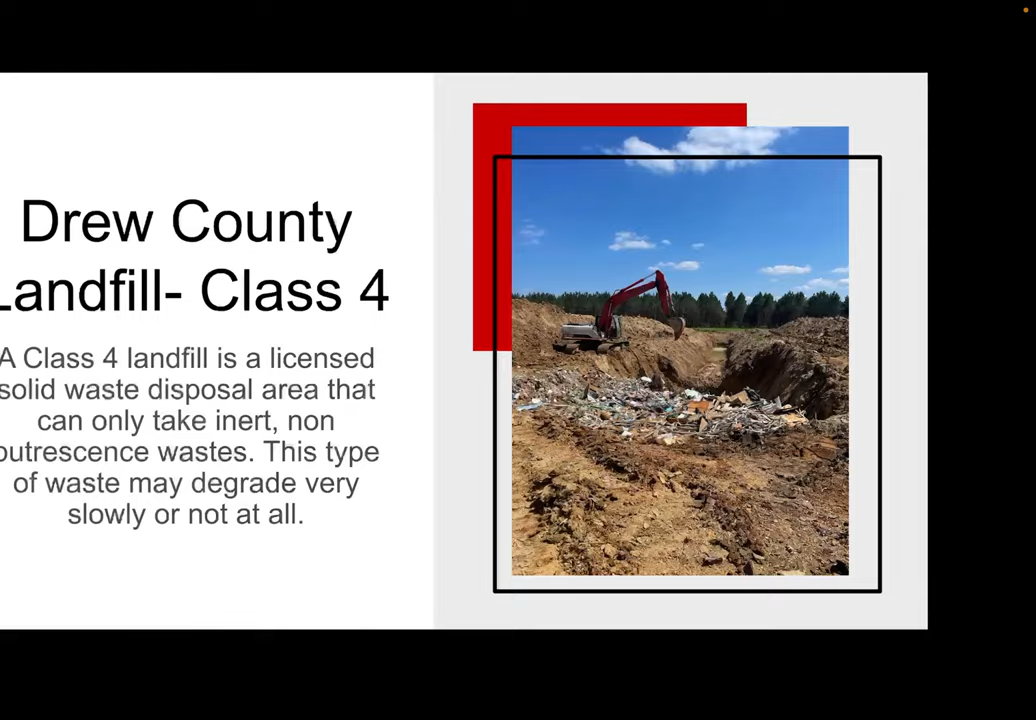 Drew County
Landfill- Class 4
A Class 4 landfill is a licensed
solid waste disposal area that
can only take inert, non
putrescence wastes. This type
of waste may degrade very
slowly or not at all.